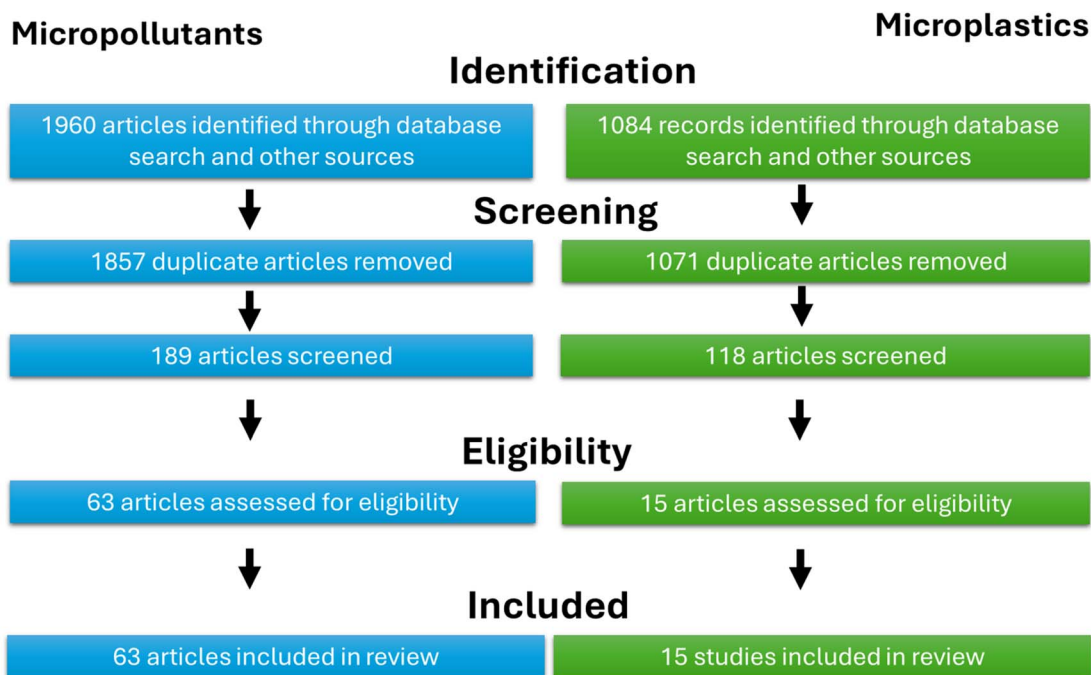 Micropollutants
Microplastics
Identification
1960 articles identified through database
search and other sources
1084 records identified through database
search and other sources
Screening
1857 duplicate articles removed
1071 duplicate articles removed
189 articles screened
118 articles screened
Eligibility
63 articles assessed for eligibility
15 articles assessed for eligibility
Included
63 articles included in review
15 studies included in review